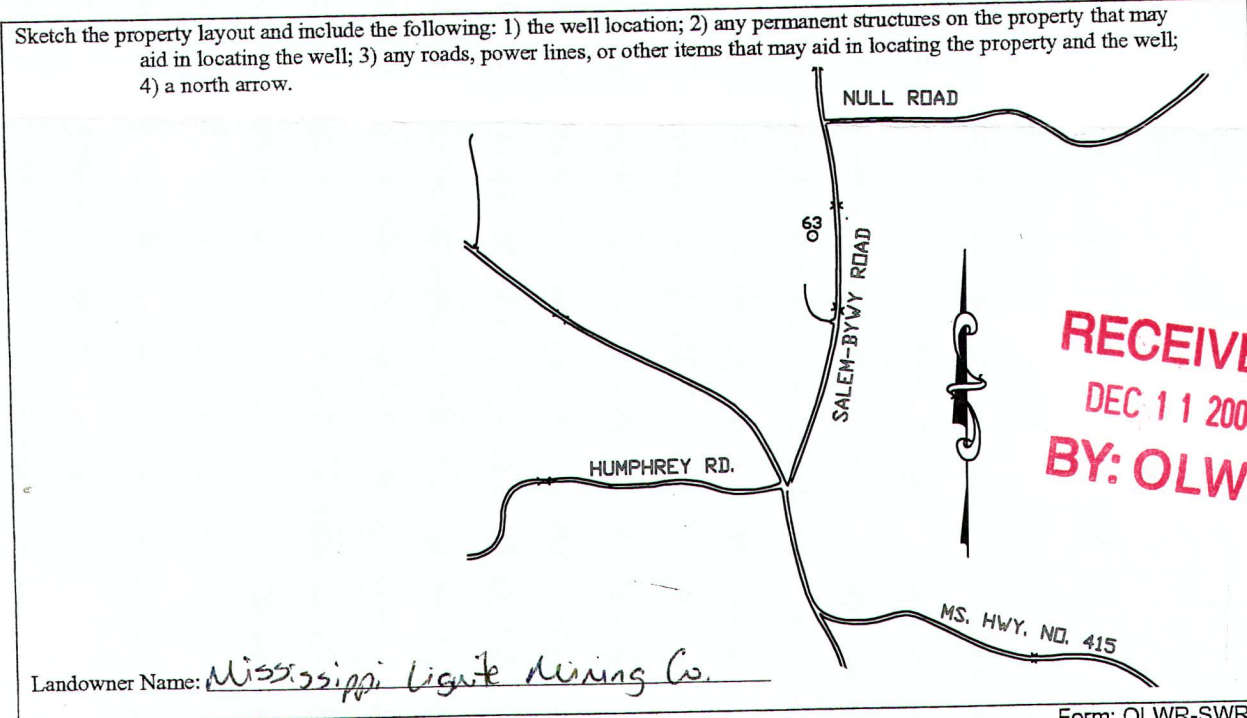 Sketch the property layout and include the following: 1) the well location; 2) any permanent structures on the property that may
aid in locating the well; 3) any roads, power lines, or other items that may aid in locating the property and the well;
4) a north arrow.
NULL ROAD
63
SALEM-BYWY ROAD
RECEIVE
DEC 11 200
BY: OLW
HUMPHREY RD.
MS. HWY. NO. 415
Landowner Name: Mississippi Lignite Mining Co.
Form: OLWR-SWR